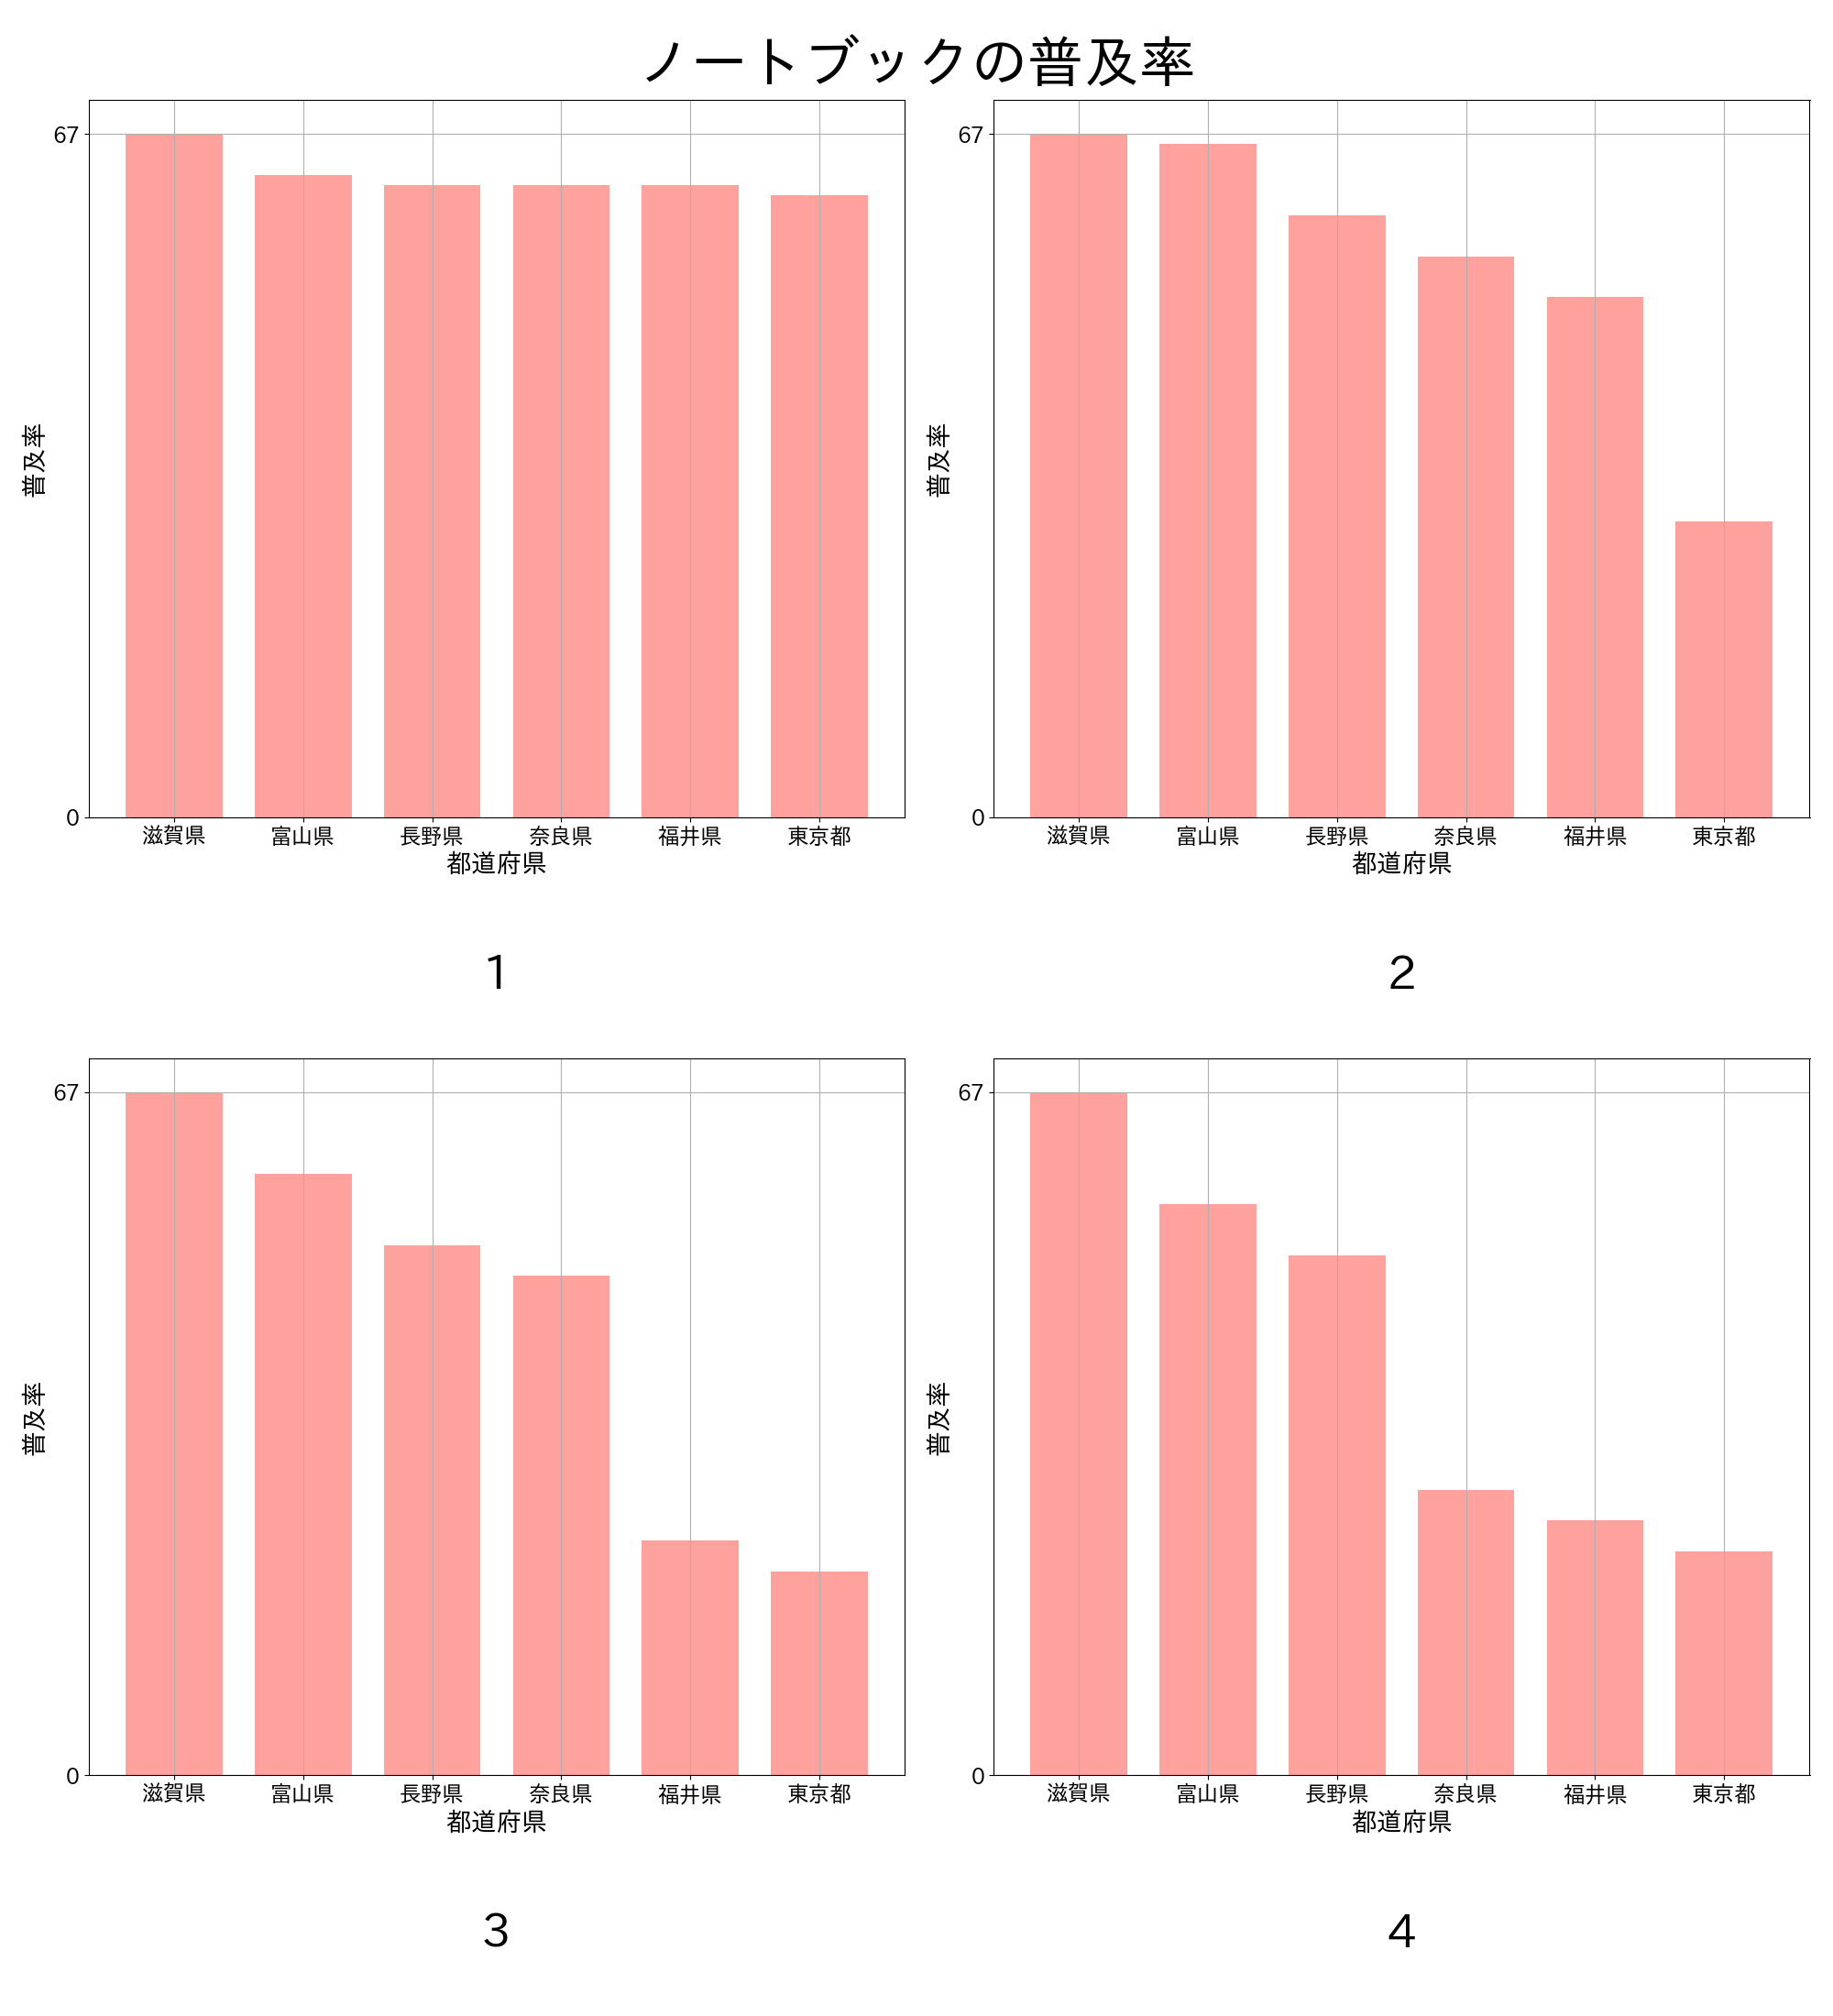 ノートブックの普及率
67
0
普及率
滋賀県 富山県 長野県 奈良県 福井県 東京都
都道府県
1
67
0
普及率
滋賀県 富山県 長野県 奈良県 福井県 東京都
都道府県
2
67
0
普及率
滋賀県 富山県 長野県 奈良県 福井県 東京都
都道府県
3
67
0
普及率
滋賀県 富山県 長野県 奈良県 福井県 東京都
都道府県
4